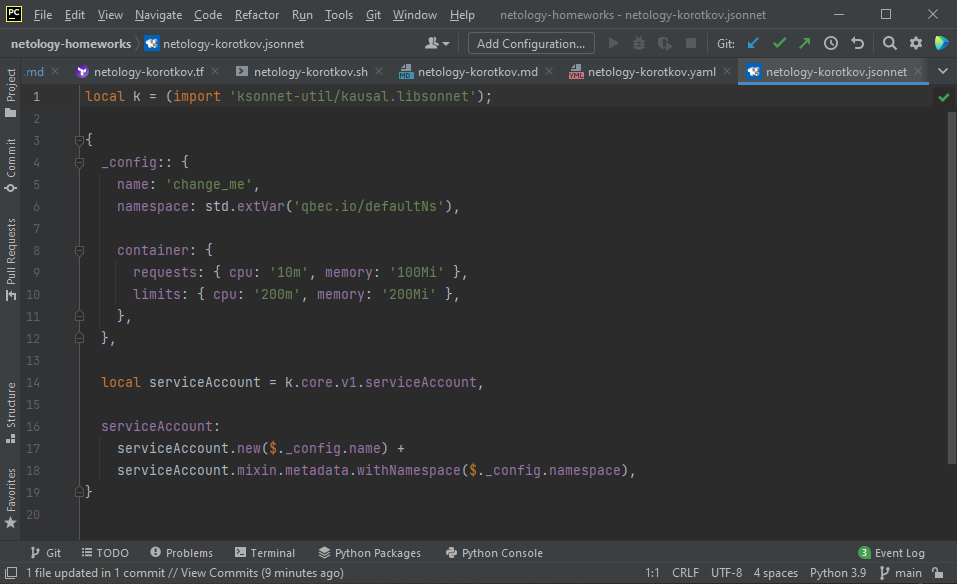 PC File Edit View Navigate Code Refactor Run Tools Git Window Help netology-homeworks - netology-korotkov.jsonnet
netology-homeworks netology-korotkov.jsonnet Add Configuration... Git:
.md netology-korotkov.tf netology-korotkov.sh MD netology-korotkov.md YML netology-korotkov.yaml netology-korotkov.jsonnet
Project
Commit
Pull Requests
Structure
Favorites
1 local k = (import 'ksonnet-util/kausal.libsonnet');
2
3 {
4 _config:: {
5 name: 'change_me',
6 namespace: std.extVar('qbec.io/defaultNs'),
7
8 container: {
9 requests: { cpu: '10m', memory: '100Mi' },
10 limits: { cpu: '200m', memory: '200Mi' },
11 },
12 },
13
14 local serviceAccount = k.core.v1.serviceAccount,
15
16 serviceAccount:
17 serviceAccount.new($._config.name) +
18 serviceAccount.mixin.metadata.withNamespace($._config.namespace),
19 }
20
Git TODO Problems Terminal Python Packages Python Console 3 Event Log
1 file updated in 1 commit // View Commits (9 minutes ago) 1:1 CRLF UTF-8 4 spaces Python 3.9 main